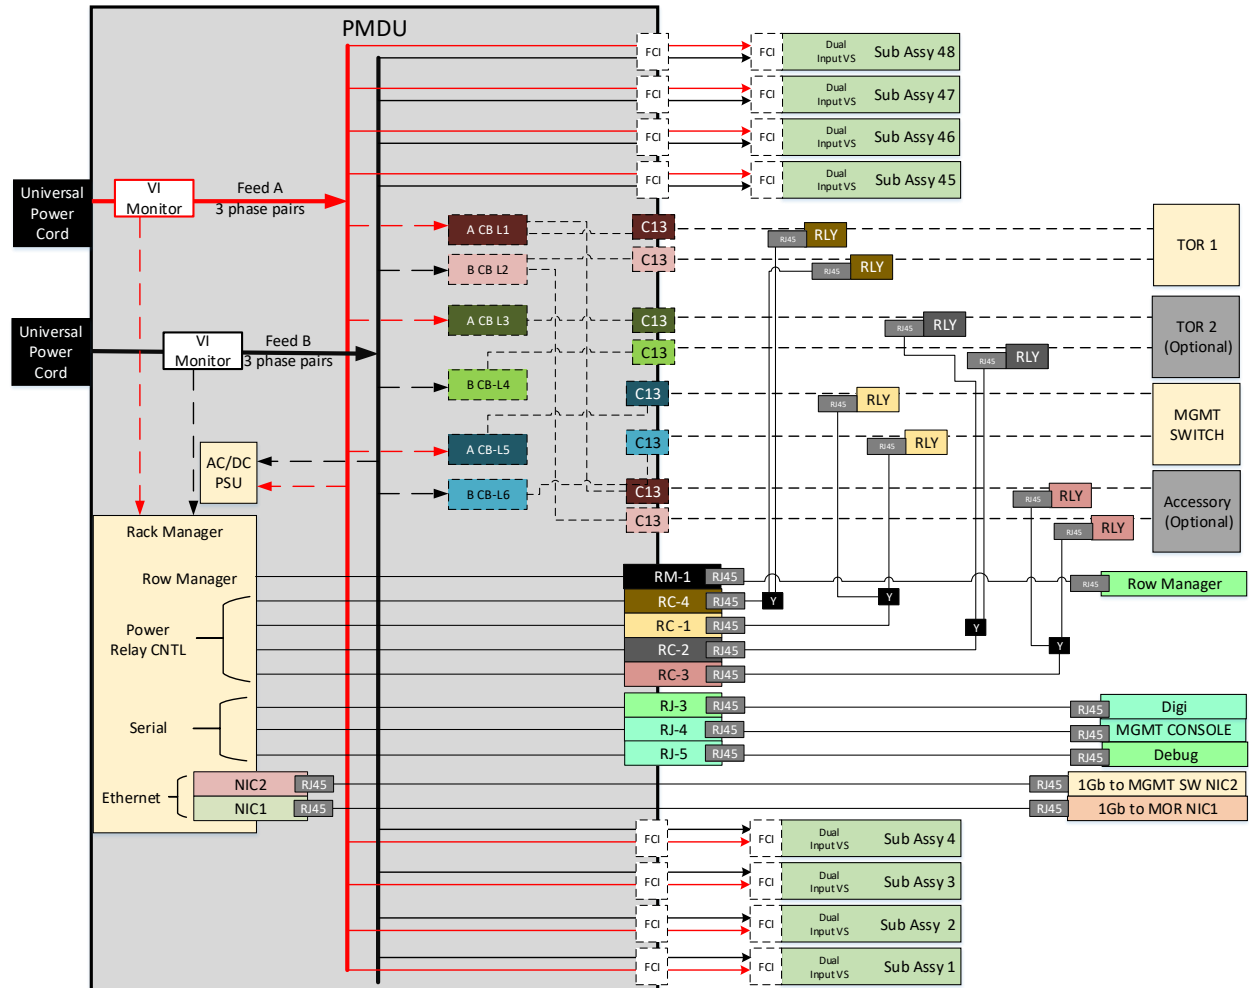 PMDU
FCI
FCI
Dual
Input VS
Sub Assy 48
FCI
FCI
Dual
Input VS
Sub Assy 47
FCI
FCI
Dual
Input VS
Sub Assy 46
FCI
FCI
Dual
Input VS
Sub Assy 45
Universal
Power
Cord
VI
Monitor
Feed A
3 phase pairs
A CB L1
C13
RJ45
RLY
TOR 1
B CB L2
C13
RJ45
RLY
Universal
Power
Cord
VI
Monitor
Feed B
3 phase pairs
A CB L3
C13
RJ45
RLY
TOR 2
(Optional)
B CB-L4
C13
RJ45
RLY
C13
RJ45
RLY
MGMT
SWITCH
A CB-L5
C13
RJ45
RLY
AC/DC
PSU
B CB-L6
C13
RJ45
RLY
Accessory
(Optional)
C13
RJ45
RLY
Rack Manager
Row Manager
RM-1
RJ45
RJ45
Row Manager
RC-4
RJ45
Y
Power
Relay CNTL
RC -1
RJ45
Y
RC-2
RJ45
Y
RC-3
RJ45
Y
Serial
RJ-3
RJ45
RJ45
Digi
RJ-4
RJ45
RJ45
MGMT CONSOLE
RJ-5
RJ45
RJ45
Debug
Ethernet
NIC2
RJ45
RJ45
1Gb to MGMT SW NIC2
NIC1
RJ45
RJ45
1Gb to MOR NIC1
FCI
FCI
Dual
Input VS
Sub Assy 4
FCI
FCI
Dual
Input VS
Sub Assy 3
FCI
FCI
Dual
Input VS
Sub Assy 2
FCI
FCI
Dual
Input VS
Sub Assy 1